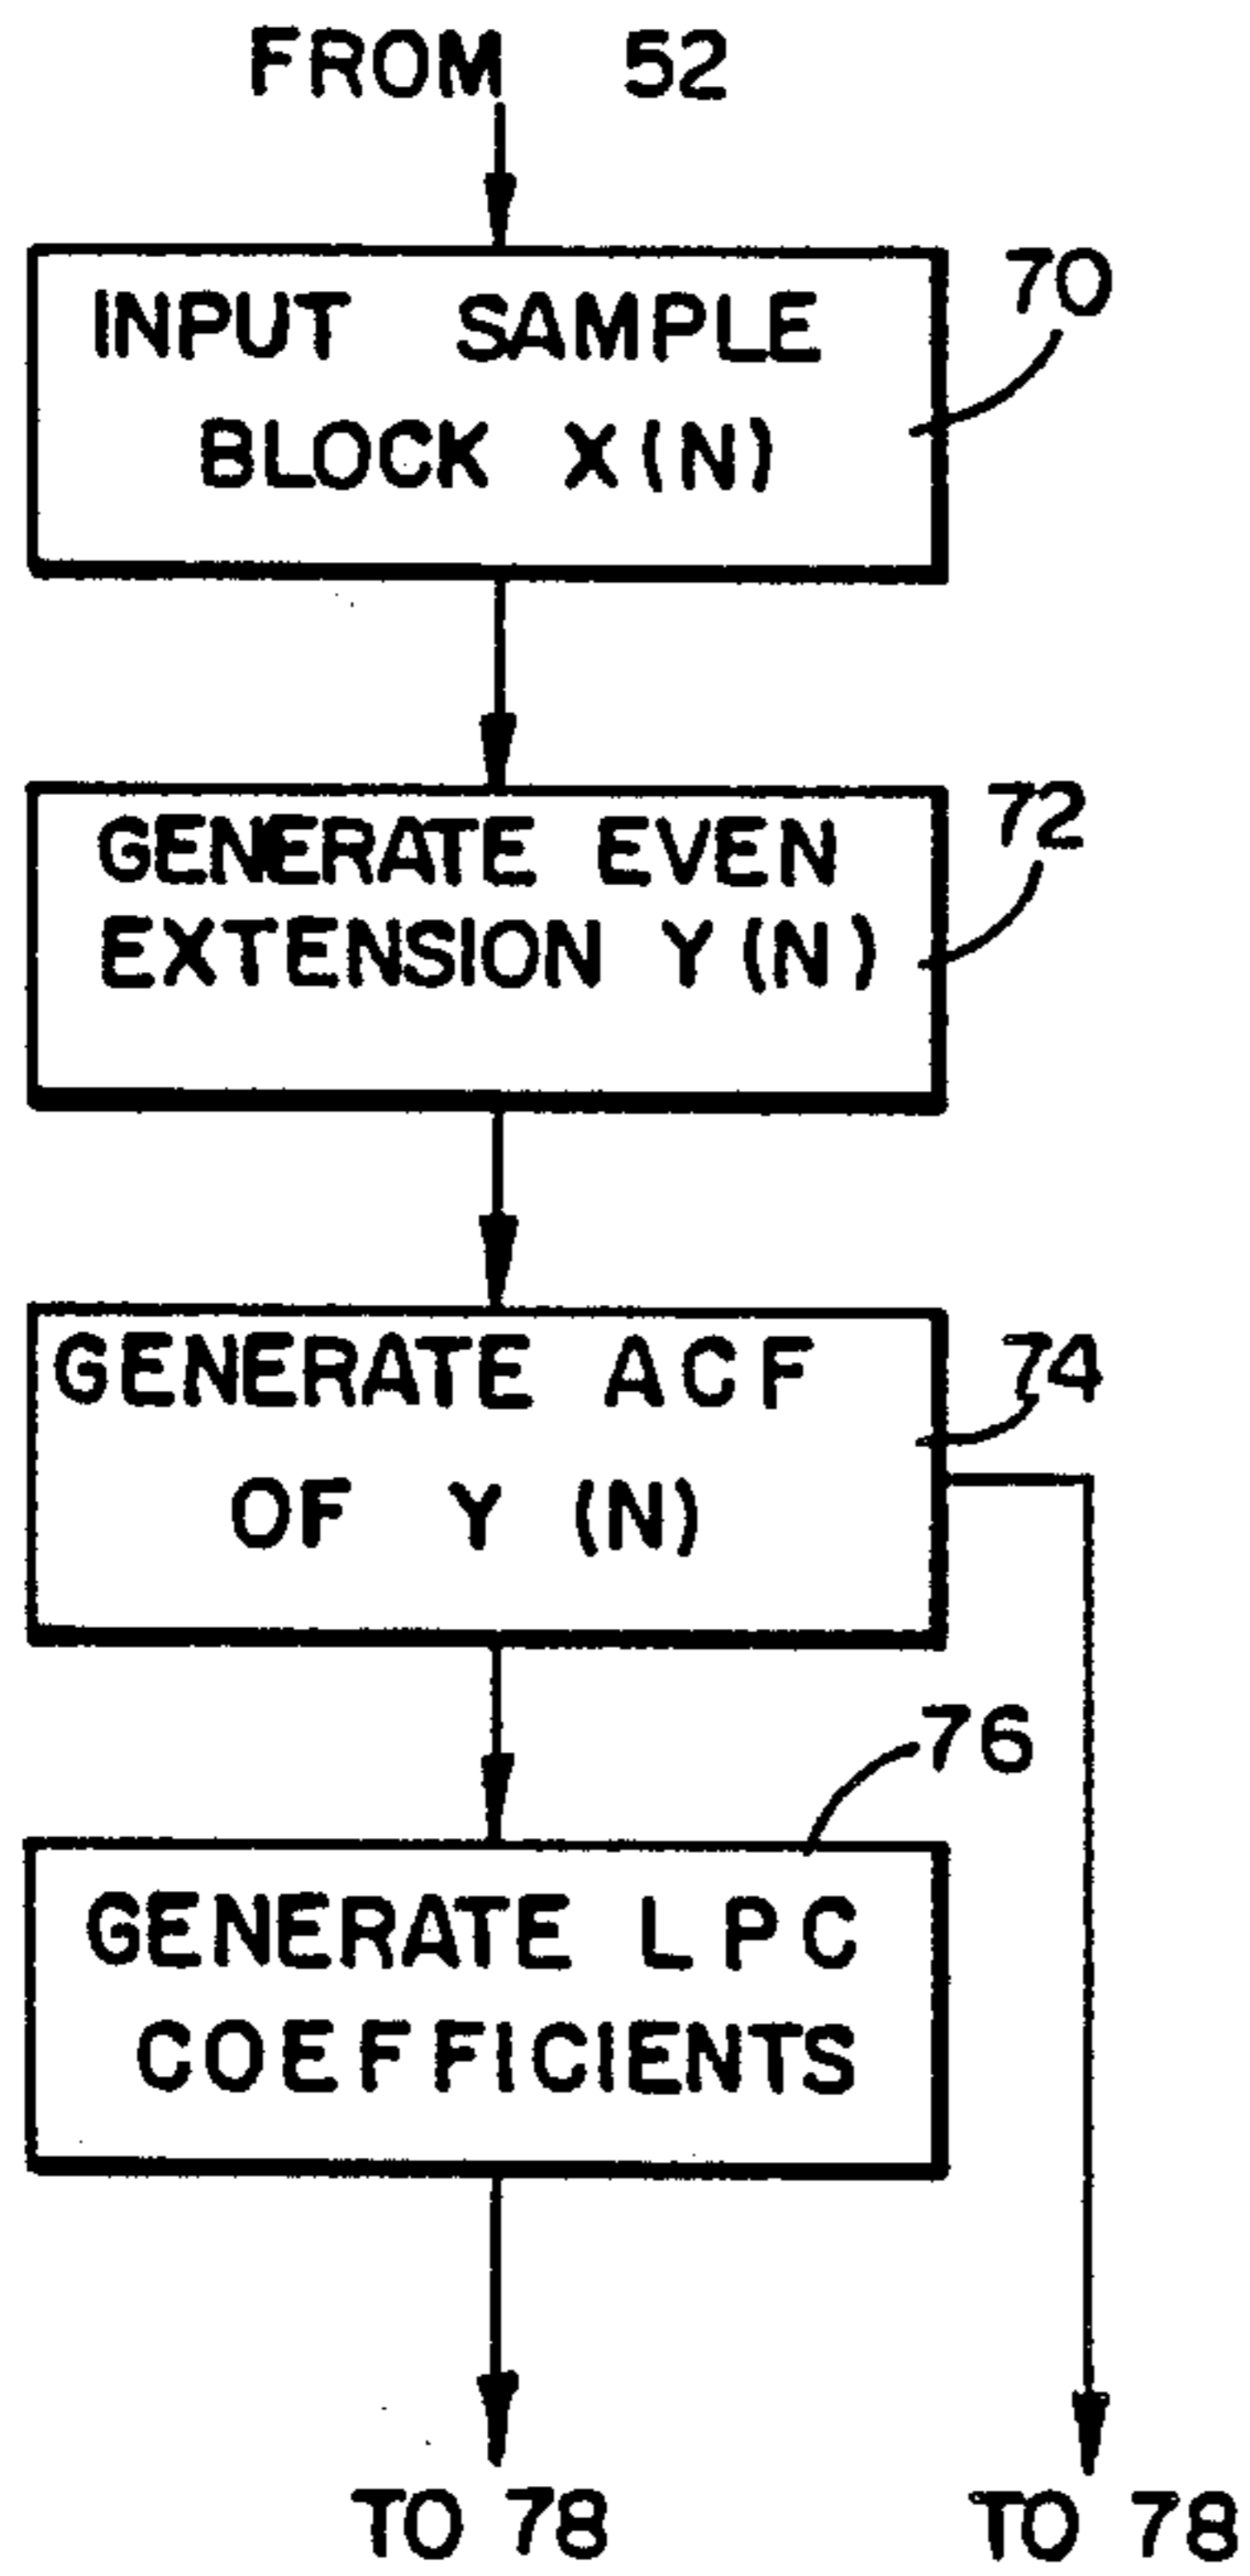 FROM 52
INPUT SAMPLE
BLOCK X(N)
70
GENERATE EVEN
EXTENSION Y(N)
72
GENERATE ACF
OF Y (N)
74
76
GENERATE LPC
COEFFICIENTS
TO 78
TO 78